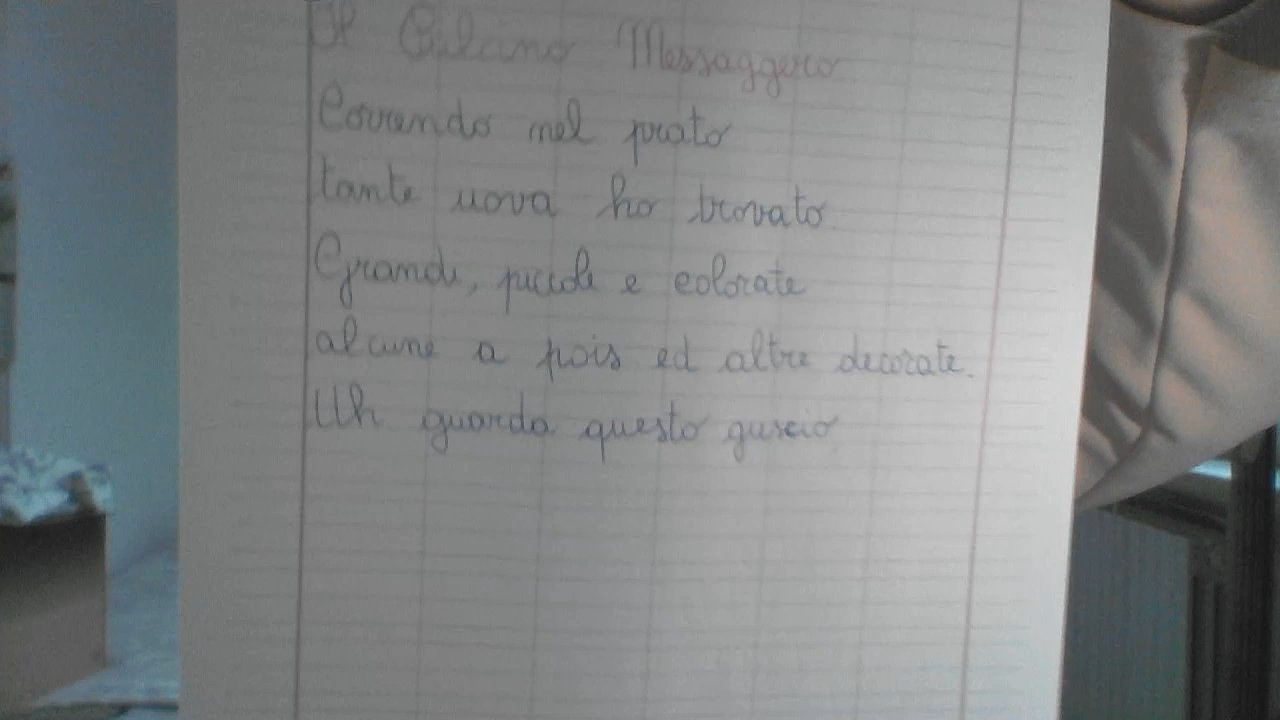 Il Messaggero
Correndo nel prato
tante uova ho trovato.
Grandi, piccole e colorate
alcune a pois ed altre decorate.
Uh guarda questo guscio